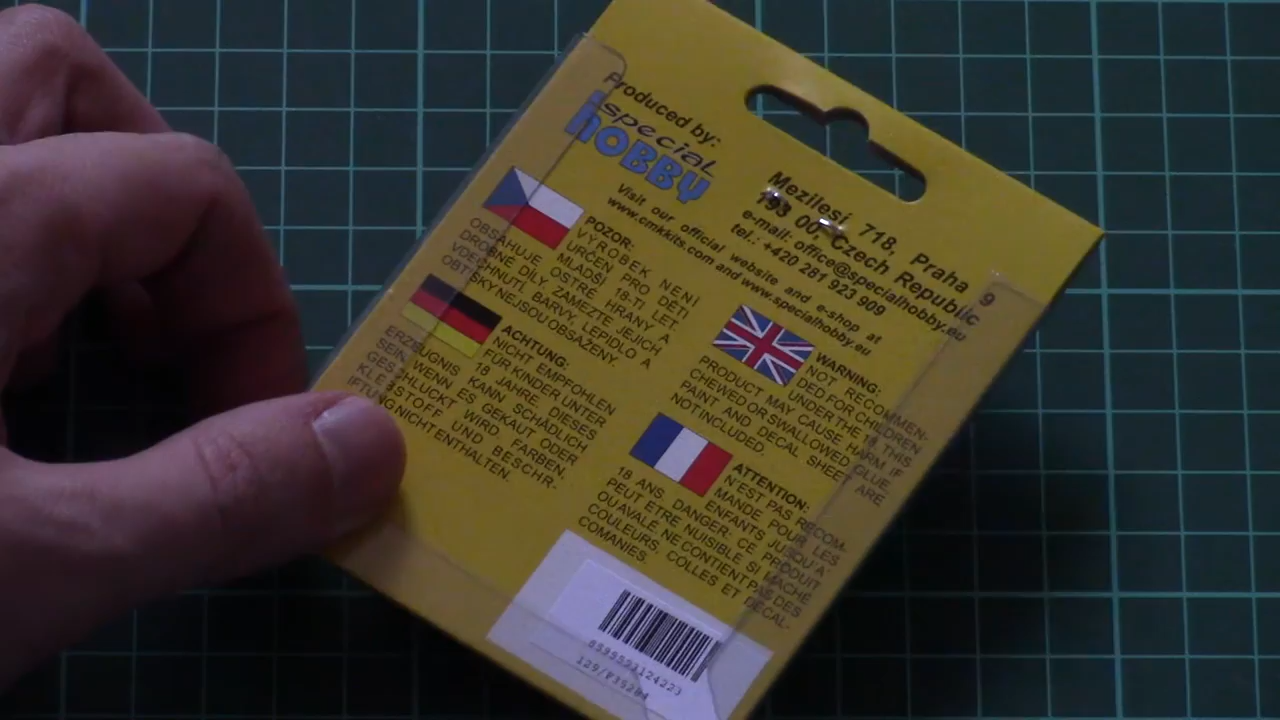 Produced by:
special
hOBBY
Mezilesí 718, Praha 9
193 00, Czech Republic
e-mail: office@specialhobby.eu
tel.: +420 281 923 909
Visit our official website and e-shop at
www.cmkkits.com and www.specialhobby.eu
POZOR:
VÝROBEK NENÍ
URČEN PRO DĚTI
MLADŠÍ 18-TI LET.
OBSAHUJE OSTRÉ HRANY A
DROBNÉ DÍLY. ZAMEZTE JEJICH
BARVY, LEPIDLO A
SKY NEJSOU OBSAŽENY.
ACHTUNG:
NICHT EMPFOHLEN
FÜR KINDER UNTER
18 JAHRE. DIESES
ERZEUGNIS KANN SCHÄDLICH
SEIN, WENN ES GEKAUT ODER
GESCHLUCKT WIRD. FARBEN,
KLEBSTOFF UND BESCHR-
IFTUNG NICHT ENTHALTEN.
WARNING:
NOT RECOMMEN-
DED FOR CHILDREN
UNDER THE 18. THIS
PRODUCT MAY CAUSE HARM IF
CHEWED OR SWALLOWED. GLUE,
PAINT AND DECAL SHEET ARE
NOT INCLUDED.
ATTENTION:
N'EST PAS RECOM-
MANDE POUR LES
ENFANTS JUSQU'A
18 ANS. DANGER: CE PRODUIT
PEUT ETRE NUISIBLE SI MACHÉ
OU AVALE. NE CONTIENT PAS DES
COULEURS, COLLES ET DÉCAL-
COMANIES.
8595593124223